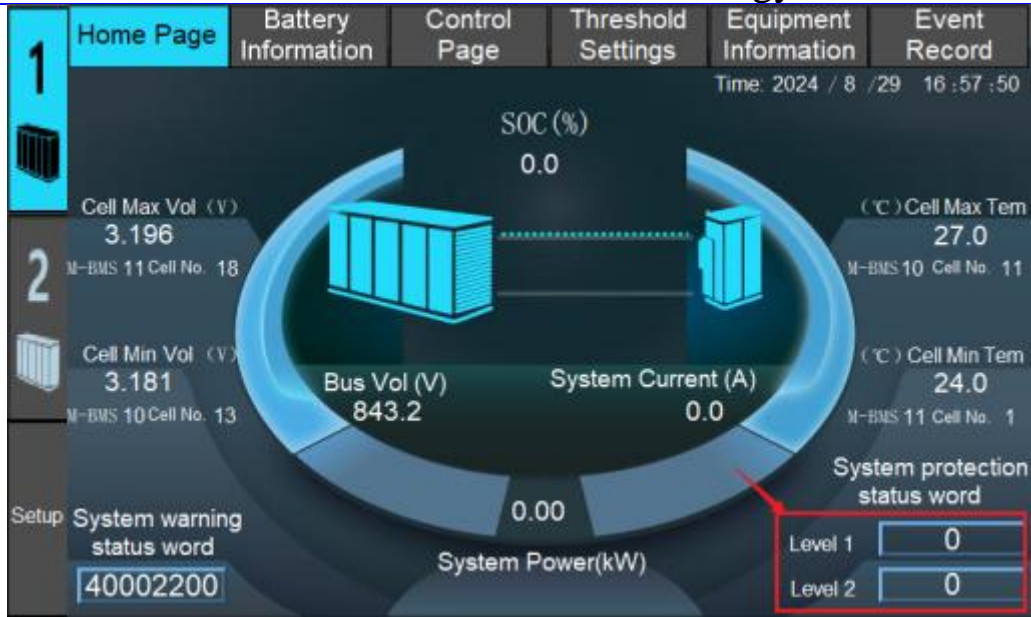 1
Home Page
Battery Information
Control Page
Threshold Settings
Equipment Information
Event Record
Time: 2024 / 8 /29 16 :57 :50
SOC (%)
0.0
Cell Max Vol (V)
3.196
M-BMS 11 Cell No. 18
(℃) Cell Max Tem
27.0
M-BMS 10 Cell No. 11
2
Cell Min Vol (V)
3.181
M-BMS 10 Cell No. 13
Bus Vol (V)
843.2
System Current (A)
0.0
(℃) Cell Min Tem
24.0
M-BMS 11 Cell No. 1
Setup
System warning
status word
40002200
0.00
System Power(kW)
System protection
status word
Level 1 0
Level 2 0